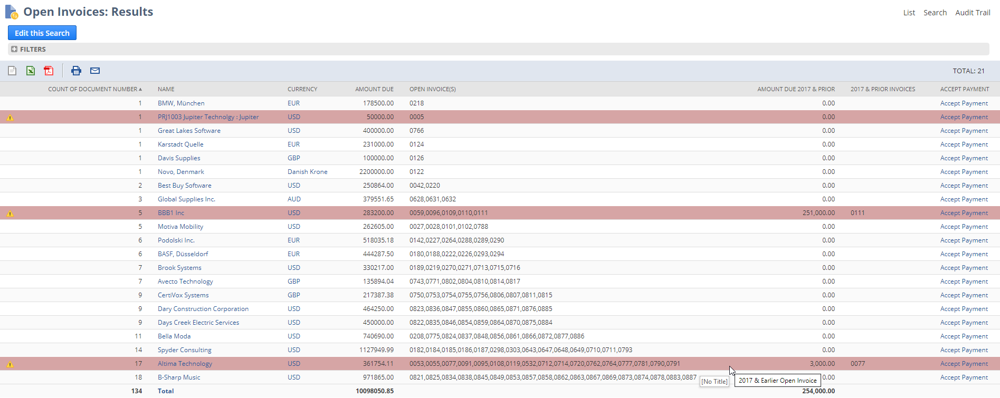 Open Invoices: Results
List Search Audit Trail
Edit this Search
FILTERS
TOTAL: 21
COUNT OF DOCUMENT NUMBER NAME CURRENCY AMOUNT DUE OPEN INVOICE(S) AMOUNT DUE 2017 & PRIOR 2017 & PRIOR INVOICES ACCEPT PAYMENT
1 BMW, München EUR 178500.00 0218 0.00 Accept Payment
1 PRJ1003 Jupiter Technolgy : Jupiter USD 50000.00 0005 0.00 Accept Payment
1 Great Lakes Software USD 400000.00 0766 0.00 Accept Payment
1 Karstadt Quelle EUR 231000.00 0124 0.00 Accept Payment
1 Davis Supplies GBP 100000.00 0126 0.00 Accept Payment
1 Novo, Denmark Danish Krone 2200000.00 0122 0.00 Accept Payment
2 Best Buy Software USD 250864.00 0042,0220 0.00 Accept Payment
3 Global Supplies Inc. AUD 379551.65 0628,0631,0632 0.00 Accept Payment
5 BBB1 Inc USD 283200.00 0059,0096,0109,0110,0111 251,000.00 0111 Accept Payment
5 Motiva Mobility USD 262605.00 0027,0028,0101,0102,0788 0.00 Accept Payment
6 Podolski Inc. EUR 518035.18 0142,0227,0264,0288,0289,0290 0.00 Accept Payment
6 BASF, Düsseldorf EUR 444287.50 0180,0188,0222,0226,0293,0294 0.00 Accept Payment
7 Brook Systems USD 330217.00 0189,0219,0270,0271,0713,0715,0716 0.00 Accept Payment
7 Avecto Technology GBP 135894.04 0743,0771,0802,0804,0810,0814,0817 0.00 Accept Payment
9 CertiVox Systems GBP 217387.38 0750,0753,0754,0755,0756,0806,0807,0811,0815 0.00 Accept Payment
9 Dary Construction Corporation USD 464250.00 0823,0836,0847,0855,0860,0865,0871,0876,0885 0.00 Accept Payment
9 Days Creek Electric Services USD 450000.00 0822,0835,0846,0854,0859,0864,0870,0875,0884 0.00 Accept Payment
11 Bella Moda USD 740690.00 0208,0775,0824,0837,0848,0856,0861,0866,0872,0877,0886 0.00 Accept Payment
14 Spyder Consulting USD 1127949.99 0182,0184,0185,0186,0187,0298,0303,0643,0647,0648,0649,0710,0711,0793 0.00 Accept Payment
17 Altima Technology USD 361754.11 0053,0055,0077,0091,0095,0108,0119,0532,0712,0714,0720,0762,0764,0777,0781,0790,0791 3,000.00 0077 Accept Payment
18 B-Sharp Music USD 971865.00 0821,0825,0834,0838,0845,0849,0853,0857,0858,0862,0863,0867,0869,0873,0874,0878,0883,0887 [No Title] 2017 & Earlier Open Invoice 0.00 Accept Payment
134 Total 10098050.85 254,000.00